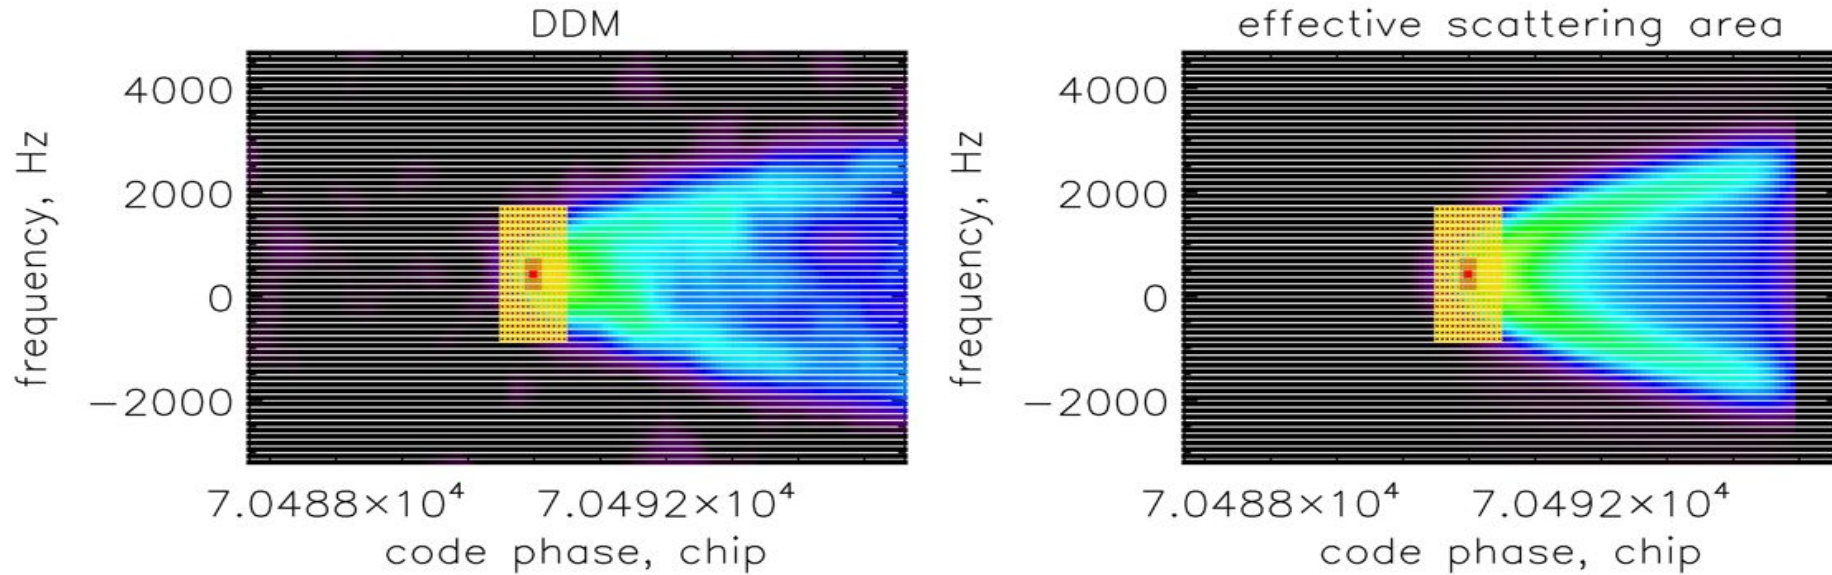 DDM
frequency, Hz
4000
2000
0
−2000
7.0488×10⁴ 7.0492×10⁴
code phase, chip
effective scattering area
frequency, Hz
4000
2000
0
−2000
7.0488×10⁴ 7.0492×10⁴
code phase, chip